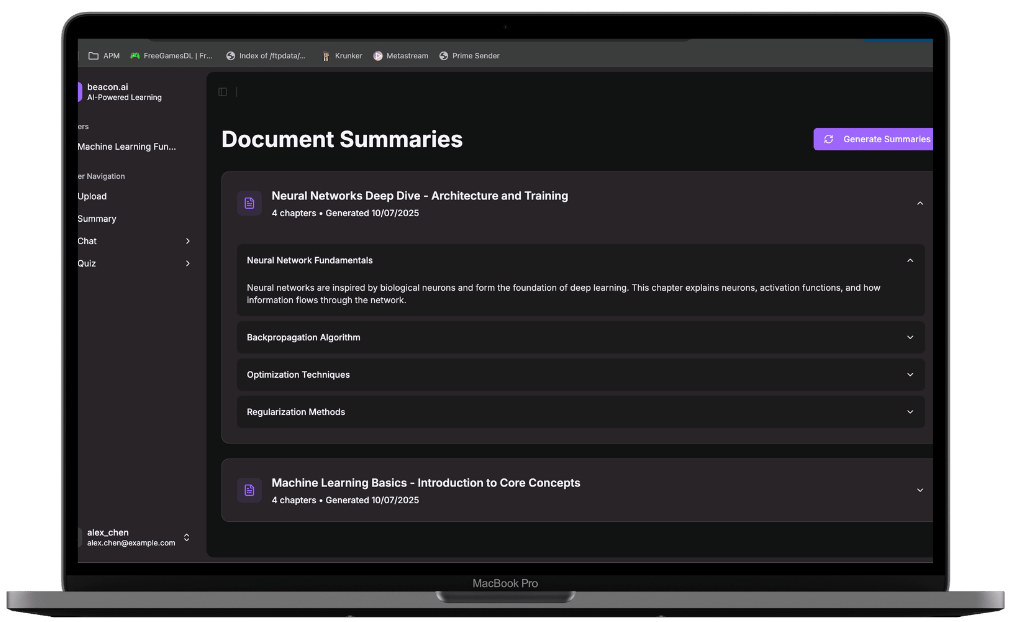 APM FreeGamesDL | Fr... Index of /ftpdata/... Krunker Metastream Prime Sender
beacon.ai
AI-Powered Learning
ers
Machine Learning Fun...
er Navigation
Upload
Summary
Chat
Quiz
alex_chen
alex.chen@example.com
Document Summaries
Generate Summaries
Neural Networks Deep Dive - Architecture and Training
4 chapters • Generated 10/07/2025
Neural Network Fundamentals
Neural networks are inspired by biological neurons and form the foundation of deep learning. This chapter explains neurons, activation functions, and how
information flows through the network.
Backpropagation Algorithm
Optimization Techniques
Regularization Methods
Machine Learning Basics - Introduction to Core Concepts
4 chapters • Generated 10/07/2025
MacBook Pro